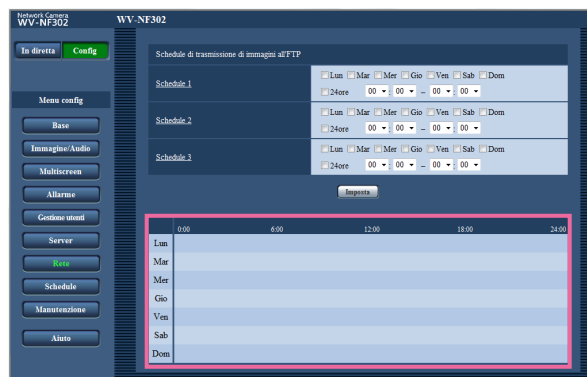 Network Camera
WV-NF302
WV-NF302
In diretta Config
Menu config
Base
Immagine/Audio
Multiscreen
Allarme
Gestione utenti
Server
Rete
Schedule
Manutenzione
Aiuto
Schedule di trasmissione di immagini all'FTP
Schedule 1
Lun Mar Mer Gio Ven Sab Dom
24ore 00 : 00 – 00 : 00
Schedule 2
Lun Mar Mer Gio Ven Sab Dom
24ore 00 : 00 – 00 : 00
Schedule 3
Lun Mar Mer Gio Ven Sab Dom
24ore 00 : 00 – 00 : 00
Imposta
0:00 6:00 12:00 18:00 24:00
Lun
Mar
Mer
Gio
Ven
Sab
Dom